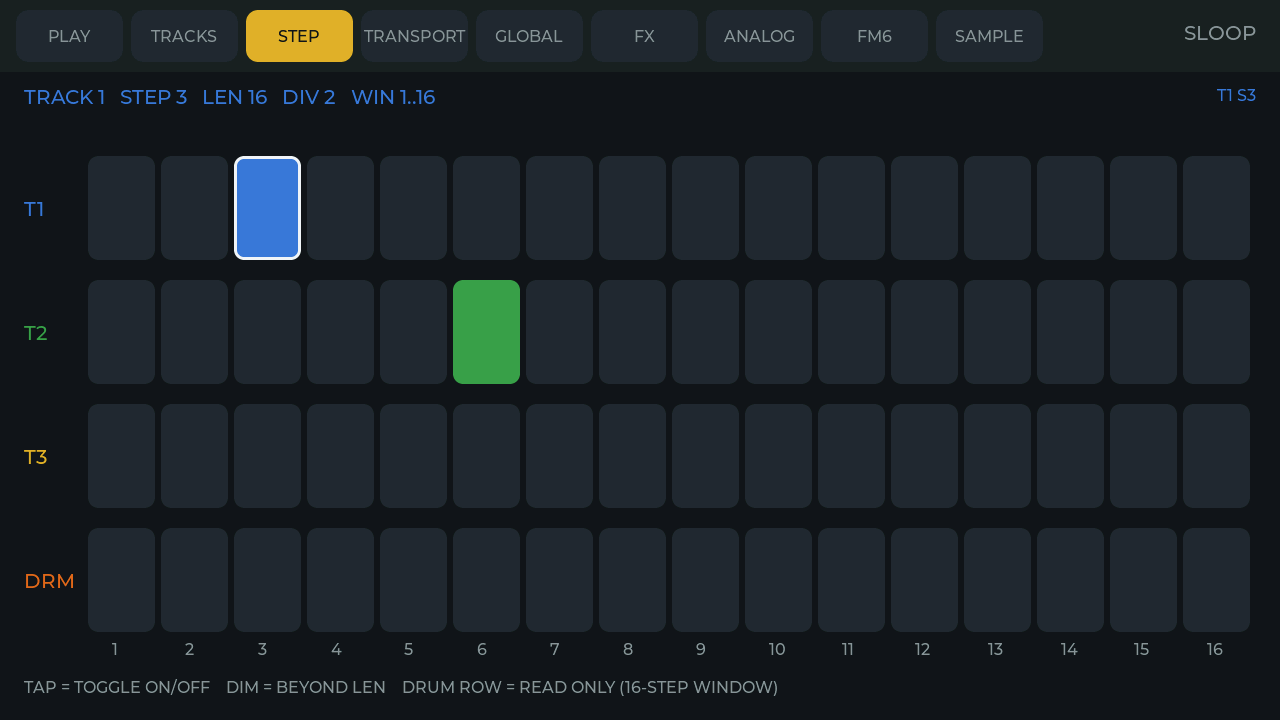 PLAY TRACKS STEP TRANSPORT GLOBAL FX ANALOG FM6 SAMPLE SLOOP
TRACK 1 STEP 3 LEN 16 DIV 2 WIN 1..16 T1 S3
T1
T2
T3
DRM
1 2 3 4 5 6 7 8 9 10 11 12 13 14 15 16
TAP = TOGGLE ON/OFF DIM = BEYOND LEN DRUM ROW = READ ONLY (16-STEP WINDOW)